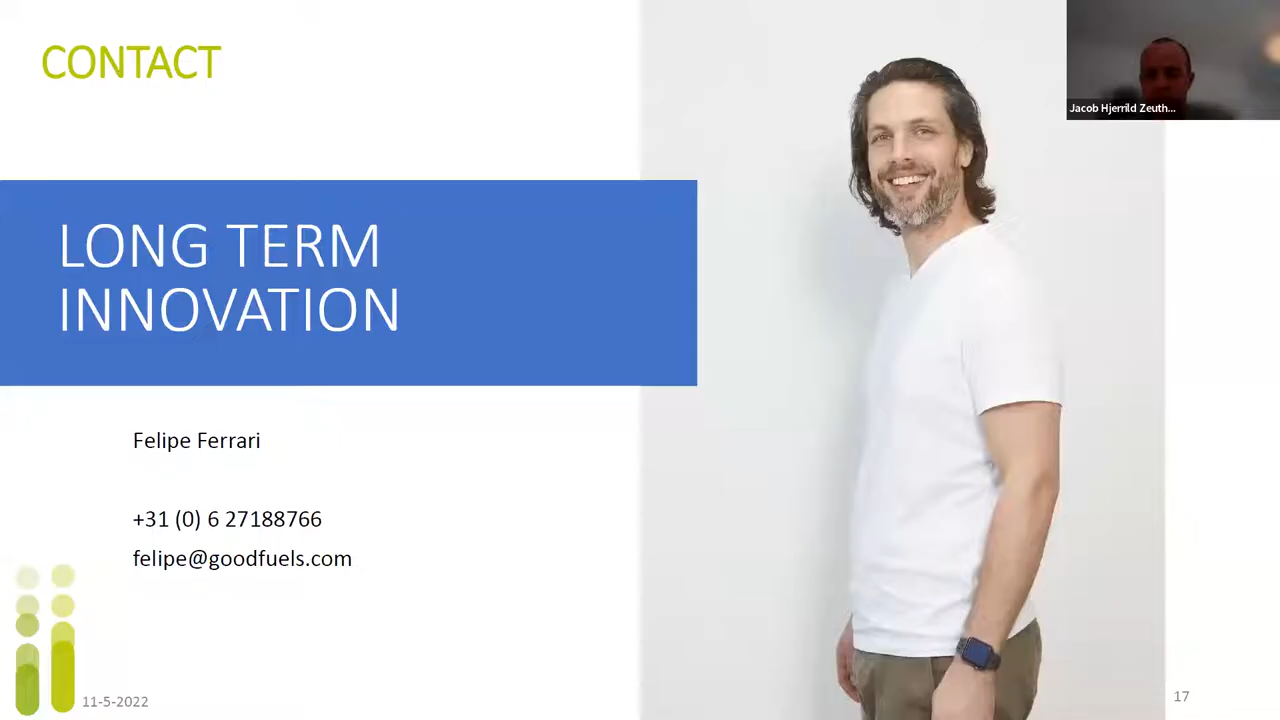 CONTACT
Jacob Hjerrild Zeuth...
LONG TERM
INNOVATION
Felipe Ferrari
+31 (0) 6 27188766
felipe@goodfuels.com
11-5-2022
17